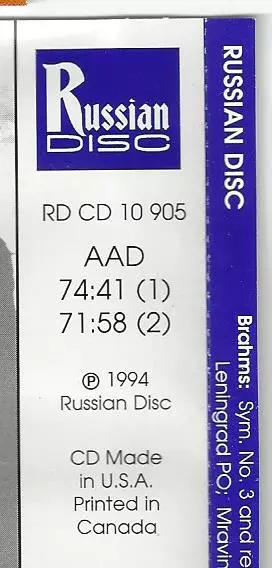 Russian
DISC
RD CD 10 905
AAD
74:41 (1)
71:58 (2)
℗ 1994
Russian Disc
CD Made
in U.S.A.
Printed in
Canada
RUSSIAN DISC
Brahms: Sym. No. 3 and
Leningrad PO;